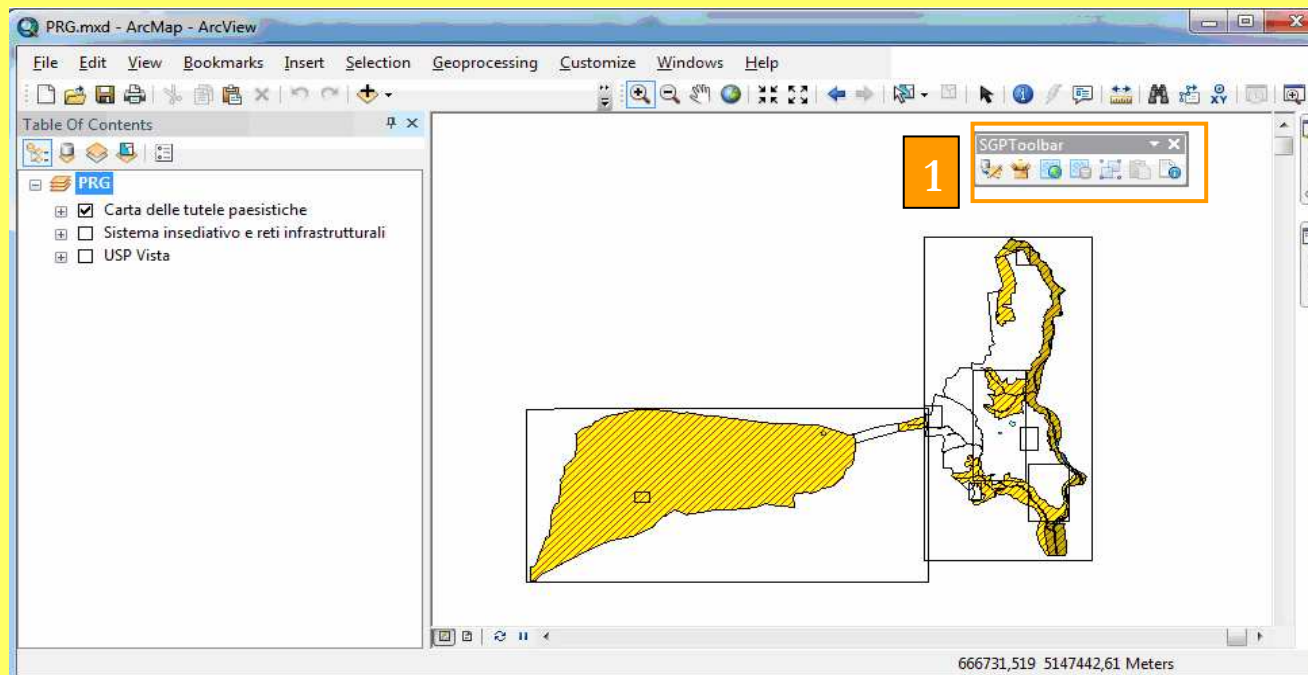 PRG.mxd - ArcMap - ArcView
File Edit View Bookmarks Insert Selection Geoprocessing Customize Windows Help
Table Of Contents
PRG
Carta delle tutele paesistiche
Sistema insediativo e reti infrastrutturali
USP Vista
1
SGPToolbar
666731,519 5147442,61 Meters